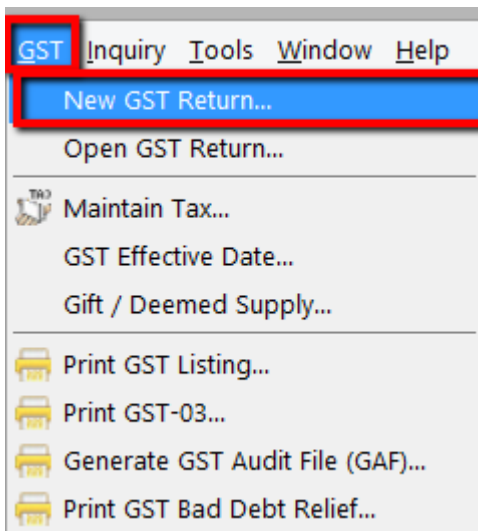 GST Inquiry Tools Window Help
New GST Return...
Open GST Return...
TAX
Maintain Tax...
GST Effective Date...
Gift / Deemed Supply...
Print GST Listing...
Print GST-03...
Generate GST Audit File (GAF)...
Print GST Bad Debt Relief...